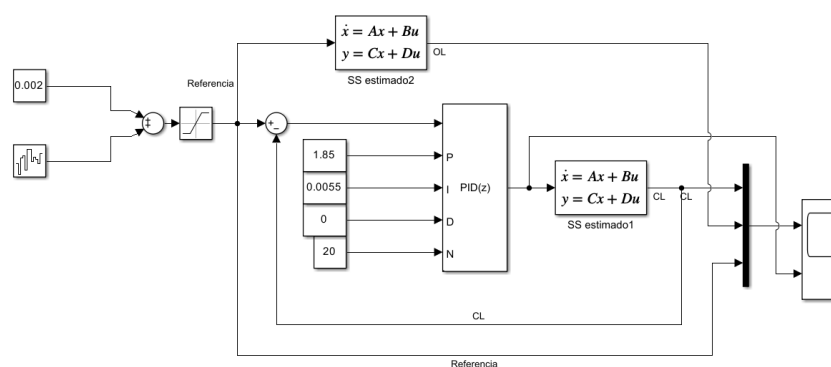 ẋ = Ax + Bu
y = Cx + Du
OL
SS estimado2
Referencia
0.002
+
+
+
−
1.85
P
0.0055
I
PID(z)
0
D
20
N
ẋ = Ax + Bu
y = Cx + Du
CL
CL
SS estimado1
CL
Referencia